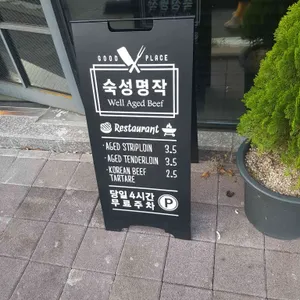 GOOD PLACE
숙성명작
Well Aged Beef
Restaurant
· AGED STRIPLOIN 3.5
· AGED TENDERLOIN 3.5
· KOREAN BEEF TARTARE 2.5
당일 4시간
무료주차 P